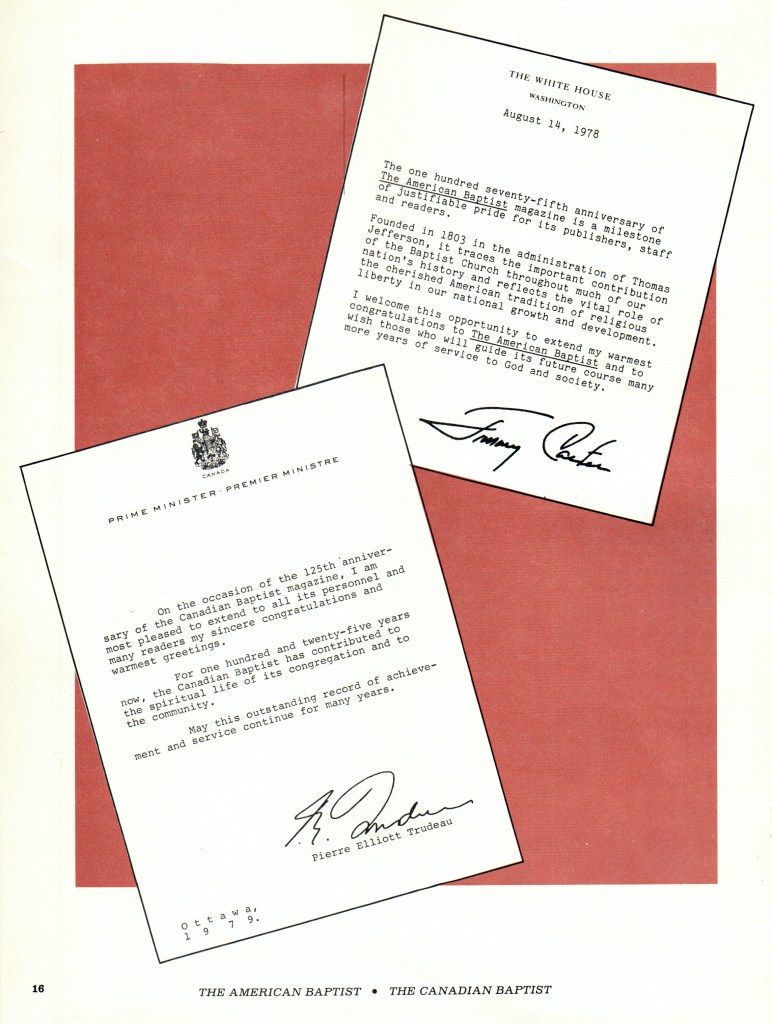 THE WHITE HOUSE
WASHINGTON
August 14, 1978
The one hundred seventy-fifth anniversary of
The American Baptist magazine is a milestone
of justifiable pride for its publishers, staff
and readers.
Founded in 1803 in the administration of Thomas
Jefferson, it traces the important contribution
of the Baptist Church throughout much of our
nation's history and reflects the vital role of
the cherished American tradition of religious
liberty in our national growth and development.
I welcome this opportunity to extend my warmest
congratulations to The American Baptist and to
wish those who will guide its future course many
more years of service to God and society.
Jimmy Carter
CANADA
PRIME MINISTER · PREMIER MINISTRE
On the occasion of the 125th anniver-
sary of the Canadian Baptist magazine, I am
most pleased to extend to all its personnel and
many readers my sincere congratulations and
warmest greetings.
For one hundred and twenty-five years
now, the Canadian Baptist has contributed to
the spiritual life of its congregation and to
the community.
May this outstanding record of achieve-
ment and service continue for many years.
Pierre Elliott Trudeau
Ottawa,
1979.
16
THE AMERICAN BAPTIST • THE CANADIAN BAPTIST